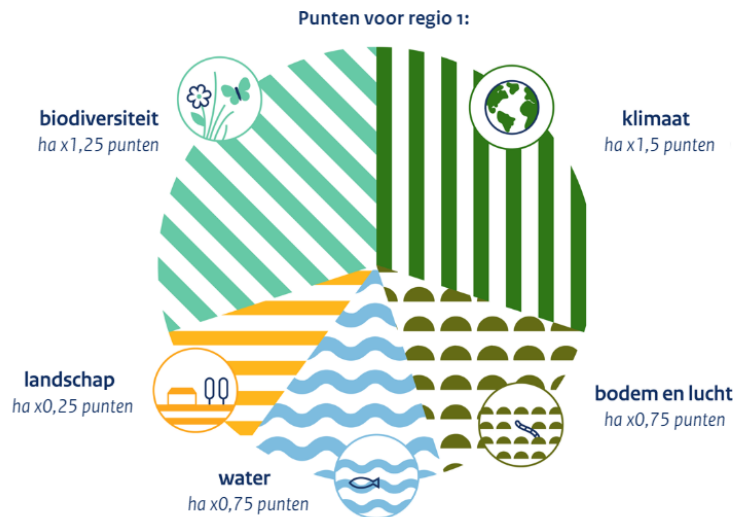 Punten voor regio 1:
biodiversiteit
ha x1,25 punten
klimaat
ha x1,5 punten
landschap
ha x0,25 punten
bodem en lucht
ha x0,75 punten
water
ha x0,75 punten